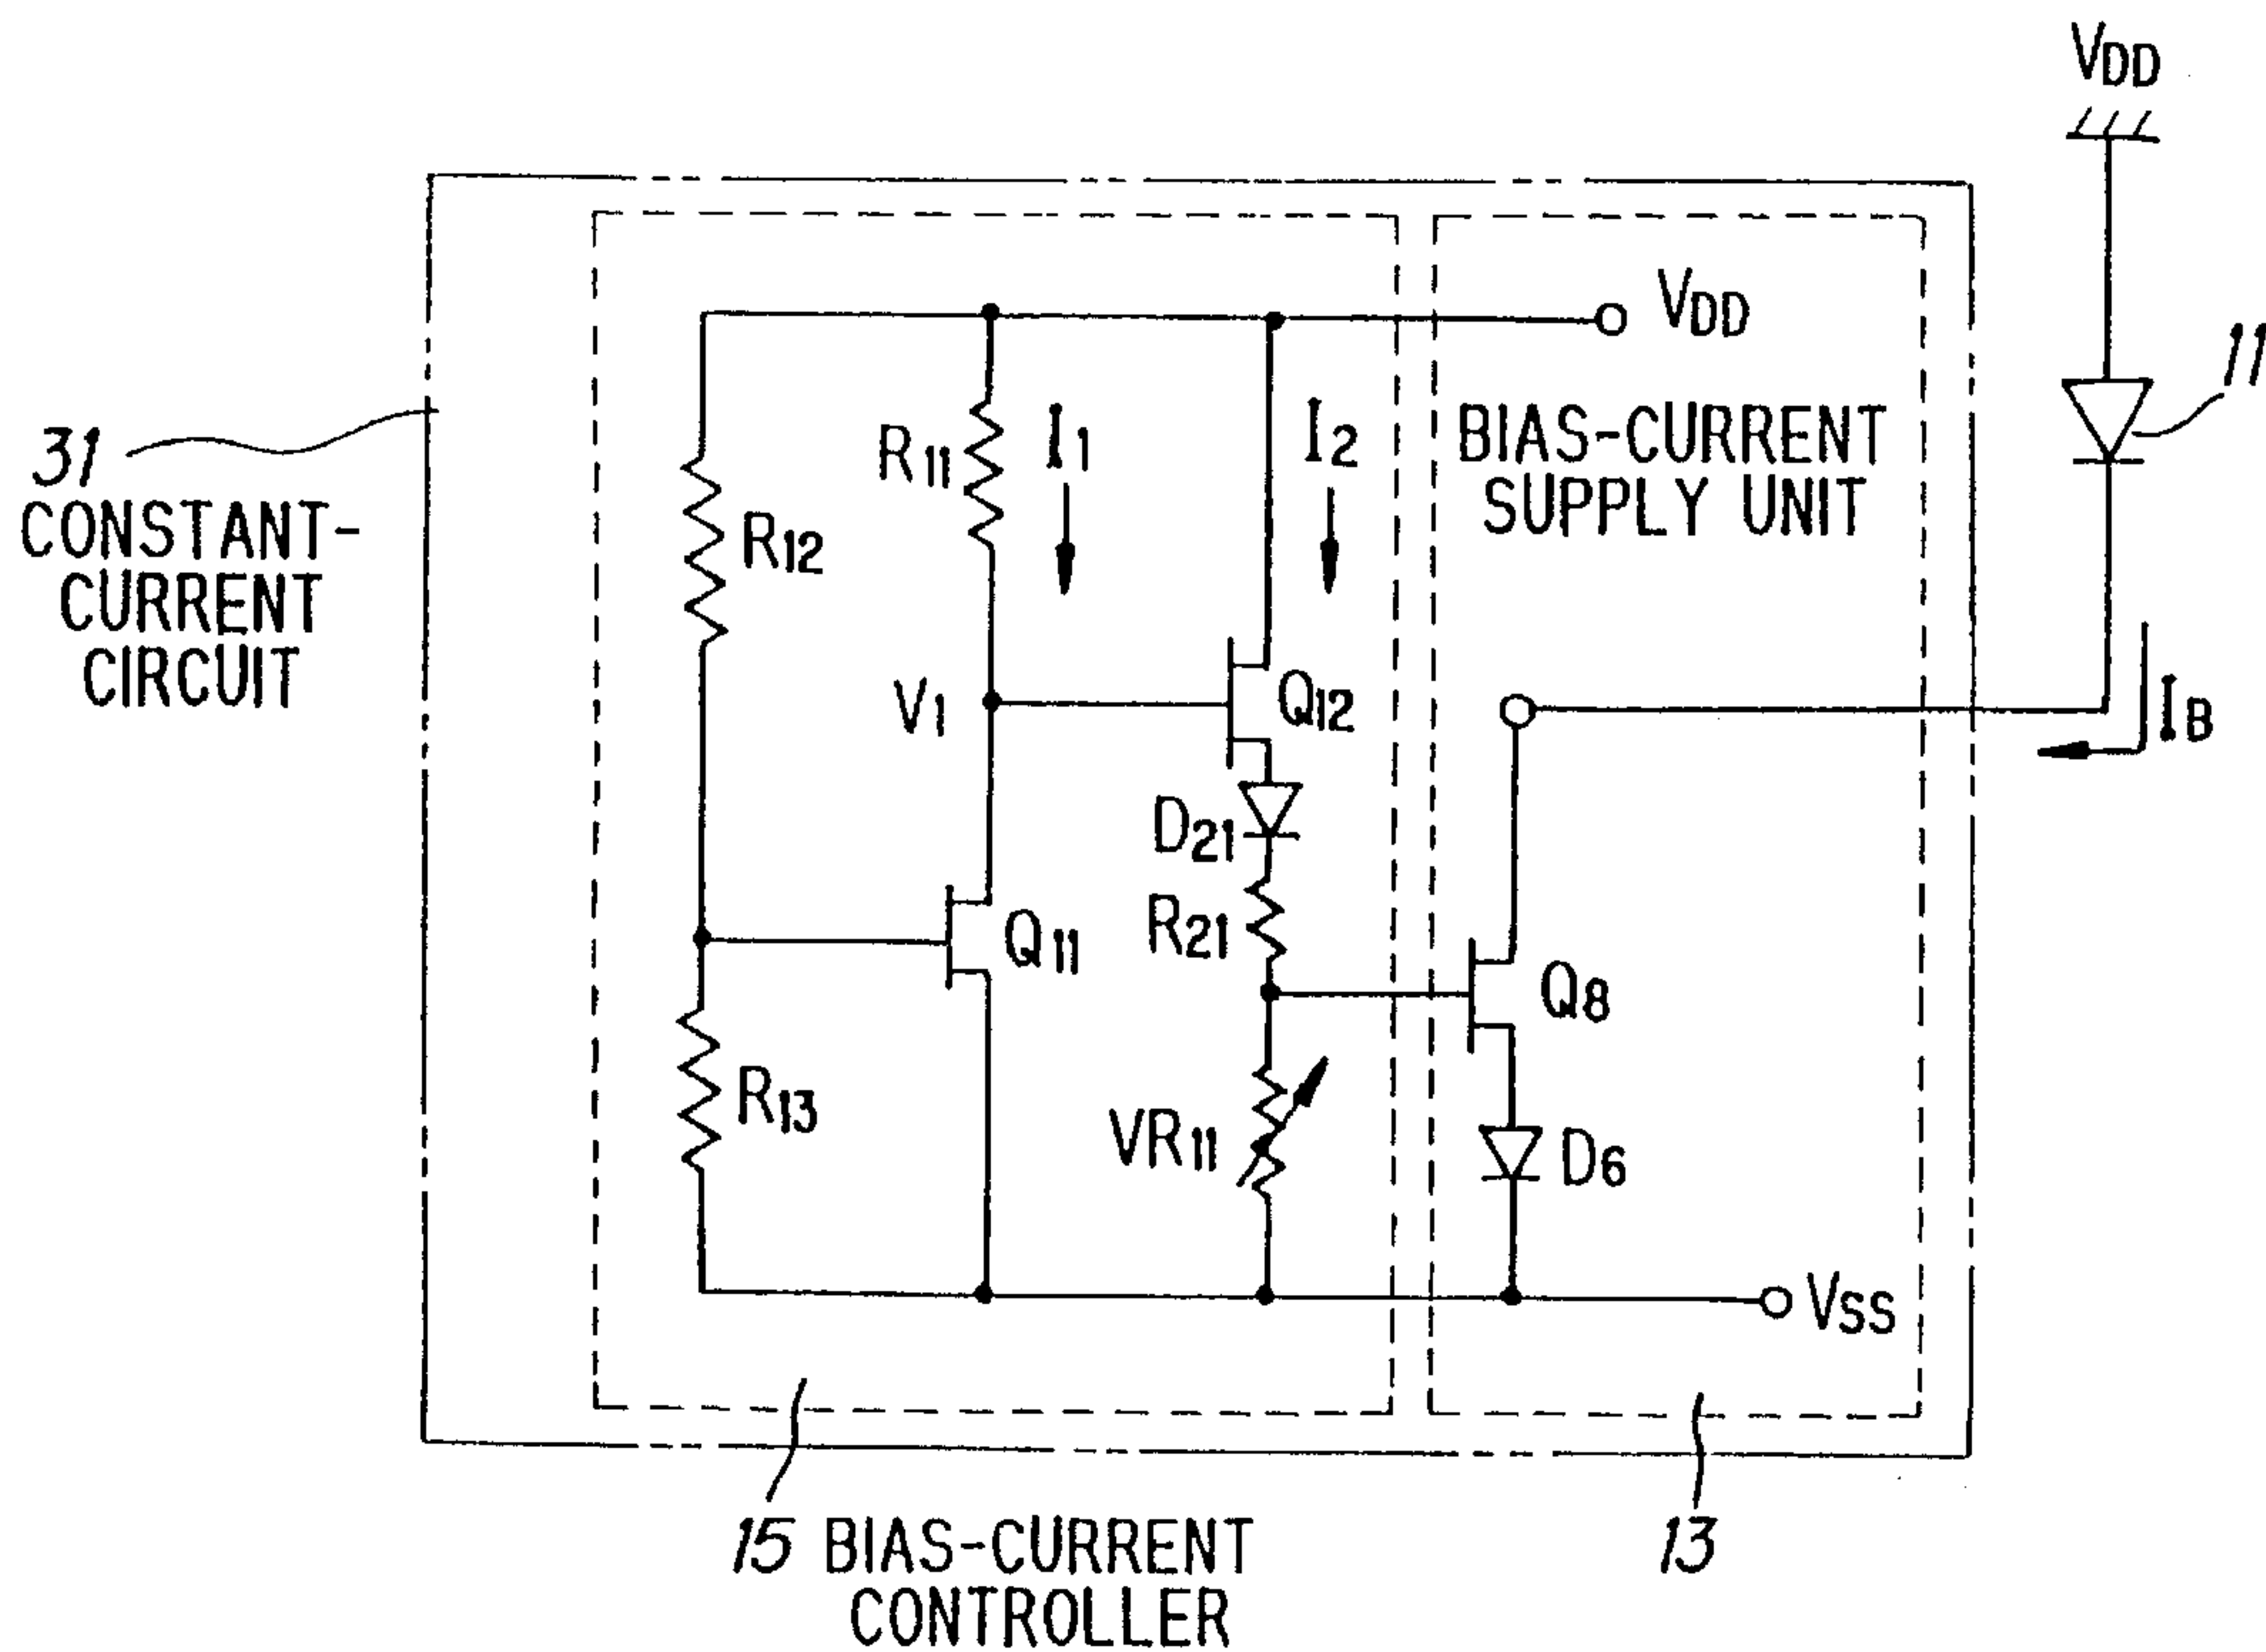 VDD
VDD
11
31
CONSTANT-
CURRENT
CIRCUIT
R11
I1
I2
BIAS-CURRENT
SUPPLY UNIT
R12
V1
Q12
IB
D21
R21
Q11
Q8
R13
VR11
D6
VSS
15 BIAS-CURRENT
CONTROLLER
13